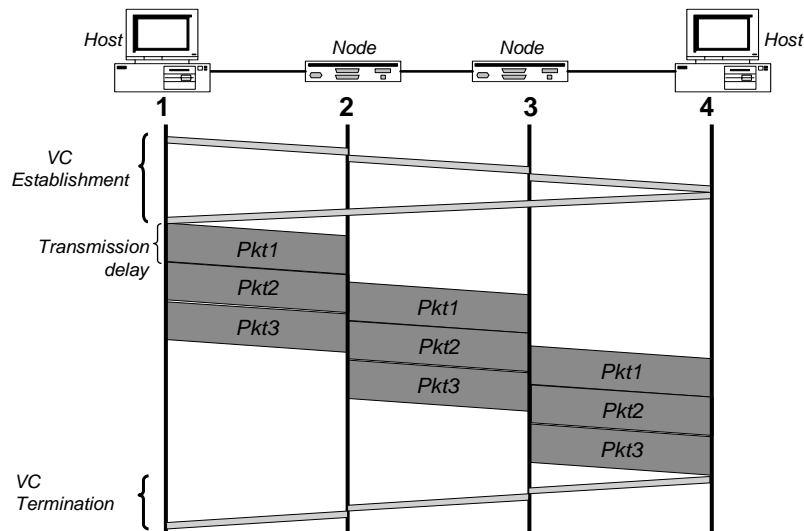 Host
Node
Node
Host
1
2
3
4
VC
Establishment
Transmission
delay
Pkt1
Pkt2
Pkt3
Pkt1
Pkt2
Pkt3
Pkt1
Pkt2
Pkt3
VC
Termination